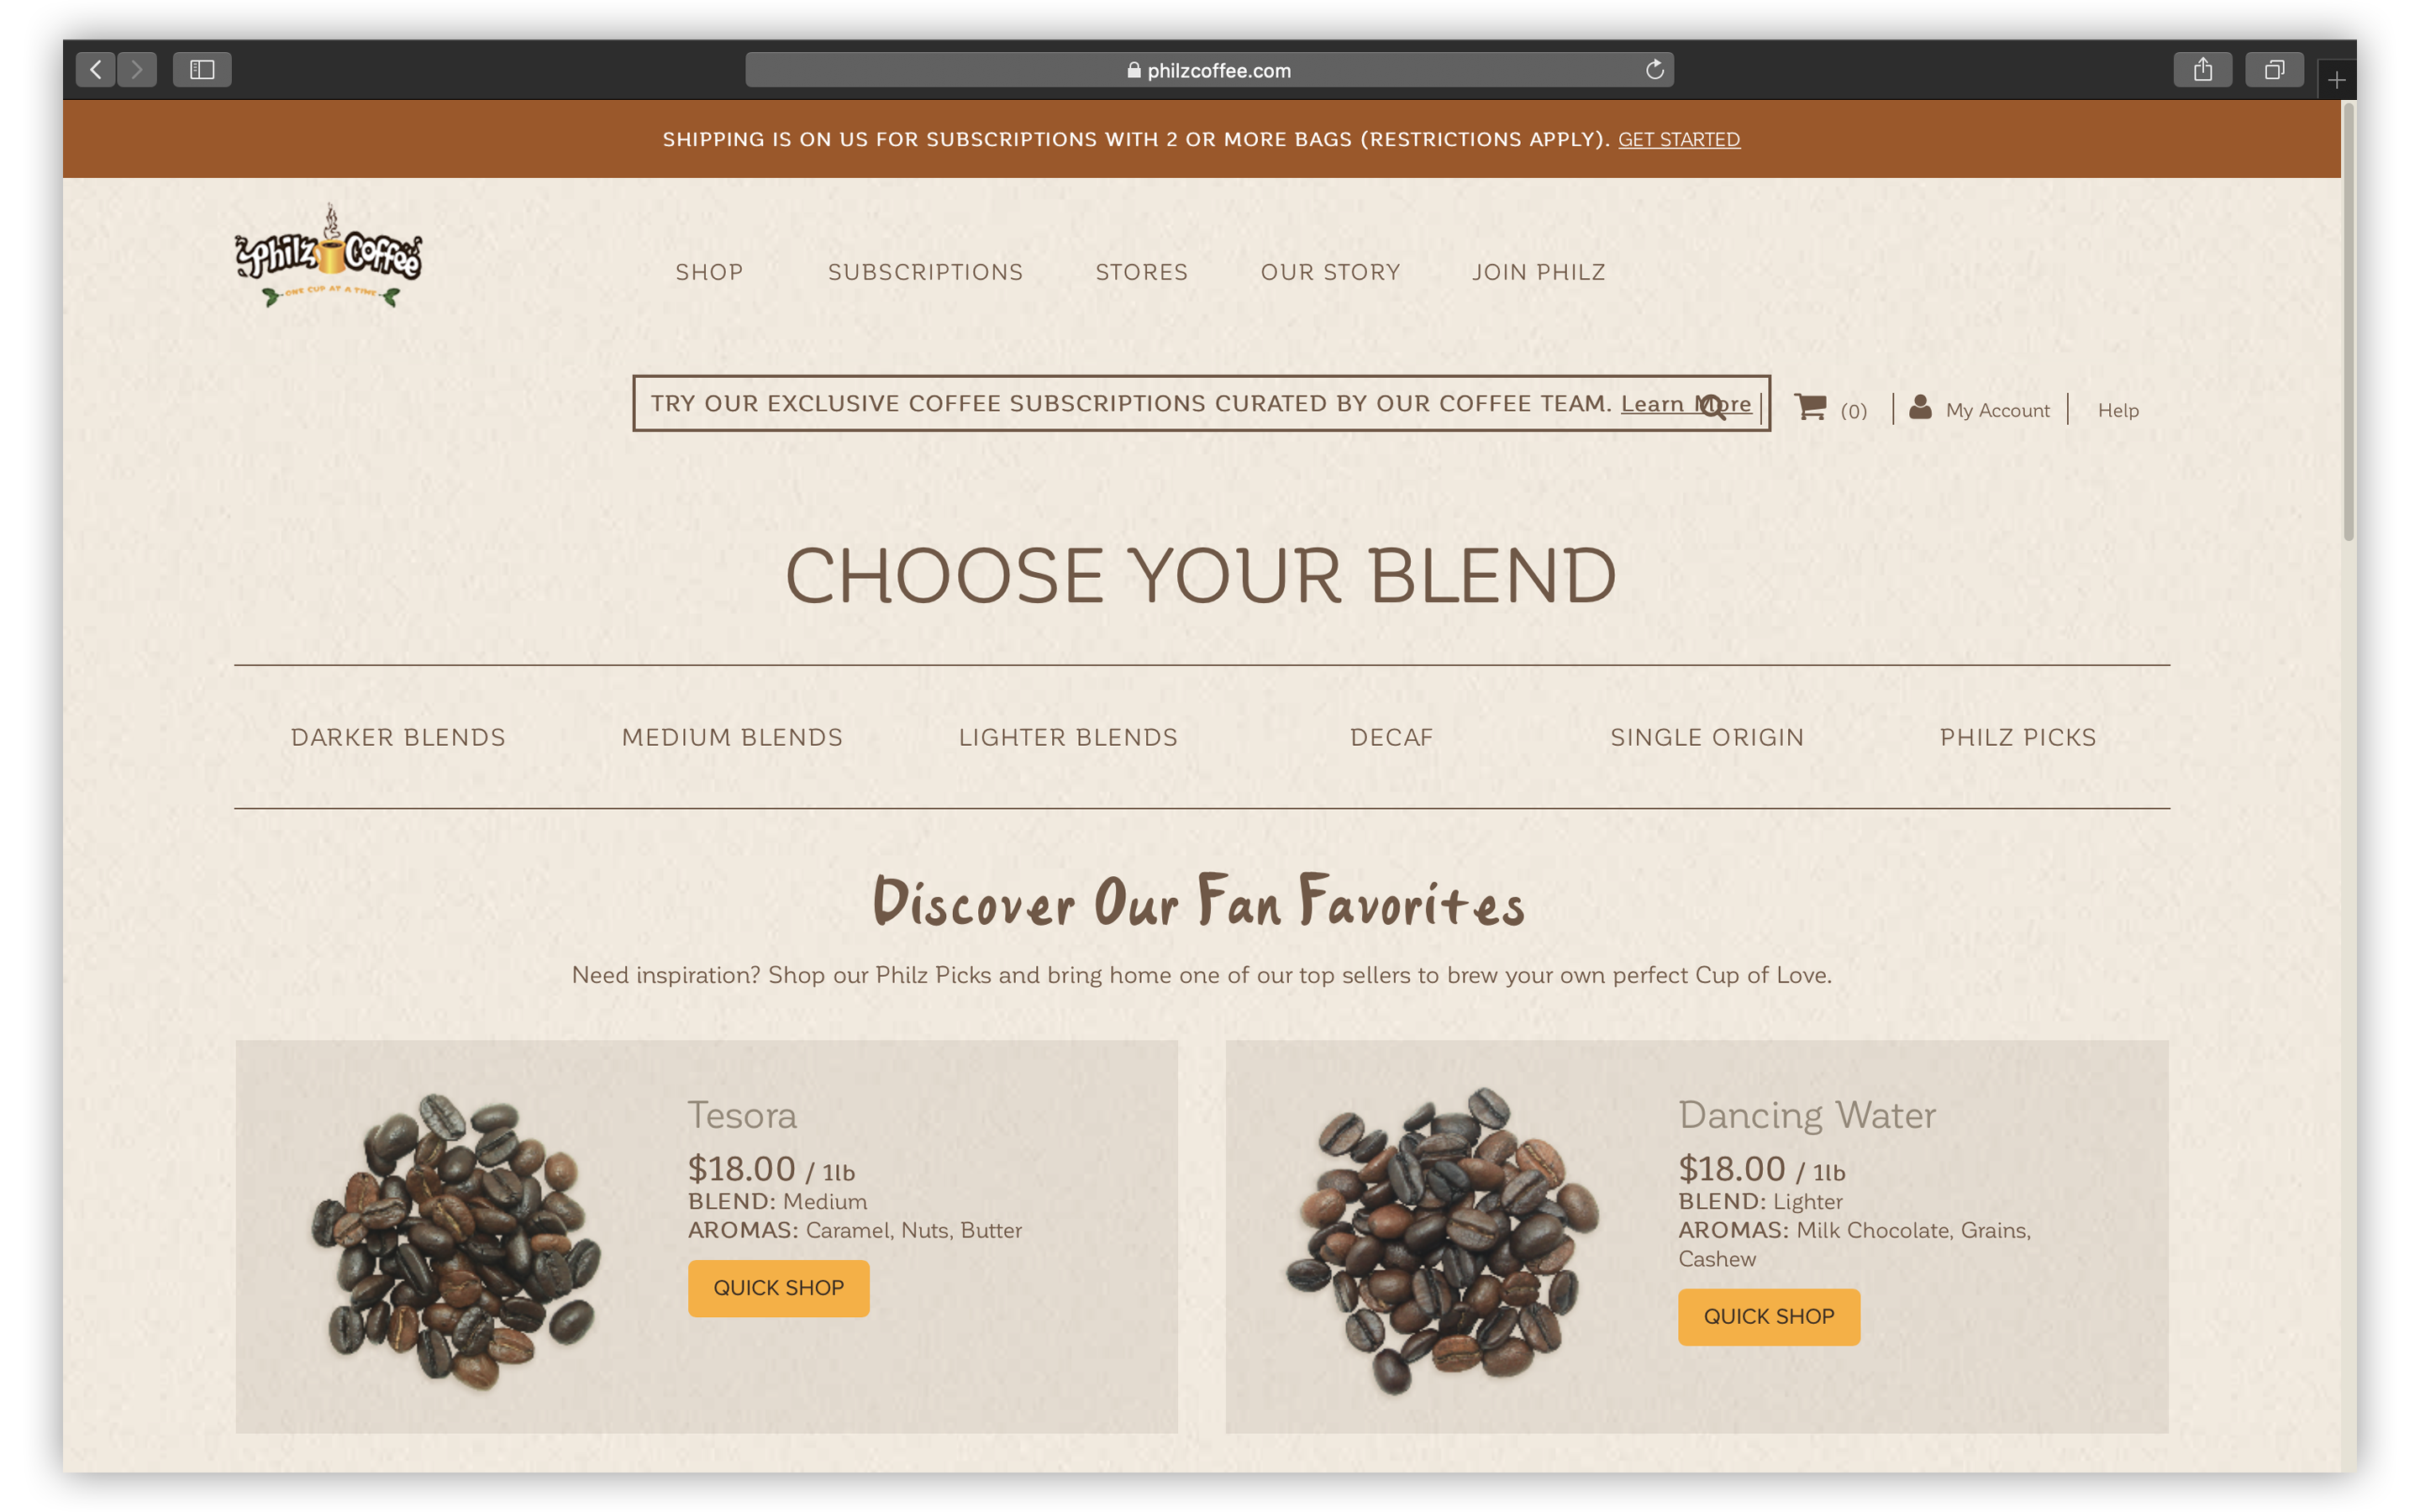 philzcoffee.com
SHIPPING IS ON US FOR SUBSCRIPTIONS WITH 2 OR MORE BAGS (RESTRICTIONS APPLY). GET STARTED
Philz Coffee
ONE CUP AT A TIME
SHOP SUBSCRIPTIONS STORES OUR STORY JOIN PHILZ
TRY OUR EXCLUSIVE COFFEE SUBSCRIPTIONS CURATED BY OUR COFFEE TEAM. Learn More
(0) My Account Help
CHOOSE YOUR BLEND
DARKER BLENDS MEDIUM BLENDS LIGHTER BLENDS DECAF SINGLE ORIGIN PHILZ PICKS
Discover Our Fan Favorites
Need inspiration? Shop our Philz Picks and bring home one of our top sellers to brew your own perfect Cup of Love.
Tesora
$18.00 / 1lb
BLEND: Medium
AROMAS: Caramel, Nuts, Butter
QUICK SHOP
Dancing Water
$18.00 / 1lb
BLEND: Lighter
AROMAS: Milk Chocolate, Grains,
Cashew
QUICK SHOP